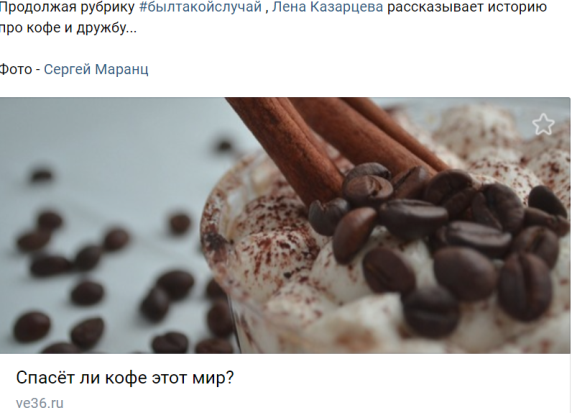 Продолжая рубрику #былтакойслучай , Лена Казарцева рассказывает историю
про кофе и дружбу...
Фото - Сергей Маранц
Спасёт ли кофе этот мир?
ve36.ru